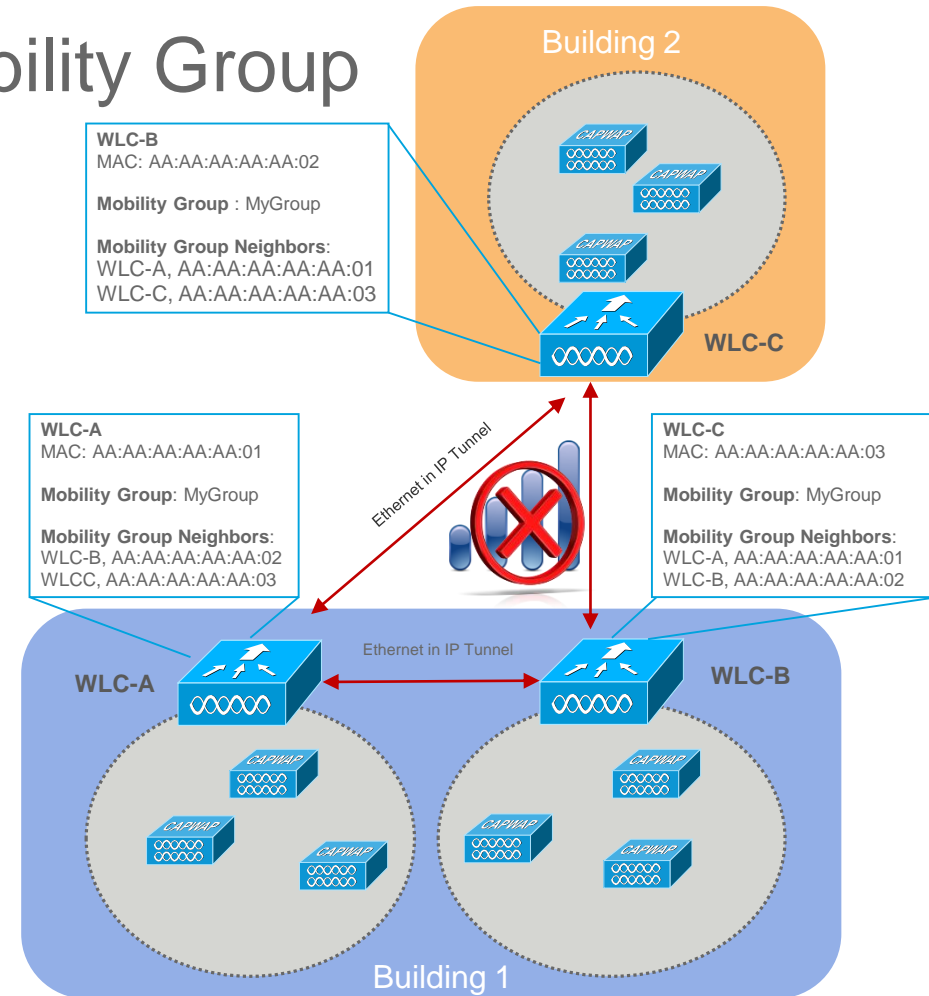 bility Group
Building 2
WLC-B
MAC: AA:AA:AA:AA:AA:02
Mobility Group : MyGroup
Mobility Group Neighbors:
WLC-A, AA:AA:AA:AA:AA:01
WLC-C, AA:AA:AA:AA:AA:03
CAPWAP
CAPWAP
CAPWAP
WLC-C
WLC-A
MAC: AA:AA:AA:AA:AA:01
Mobility Group: MyGroup
Mobility Group Neighbors:
WLC-B, AA:AA:AA:AA:AA:02
WLCC, AA:AA:AA:AA:AA:03
Ethernet in IP Tunnel
WLC-C
MAC: AA:AA:AA:AA:AA:03
Mobility Group: MyGroup
Mobility Group Neighbors:
WLC-A, AA:AA:AA:AA:AA:01
WLC-B, AA:AA:AA:AA:AA:02
WLC-A
Ethernet in IP Tunnel
WLC-B
CAPWAP
CAPWAP
CAPWAP
CAPWAP
CAPWAP
CAPWAP
Building 1